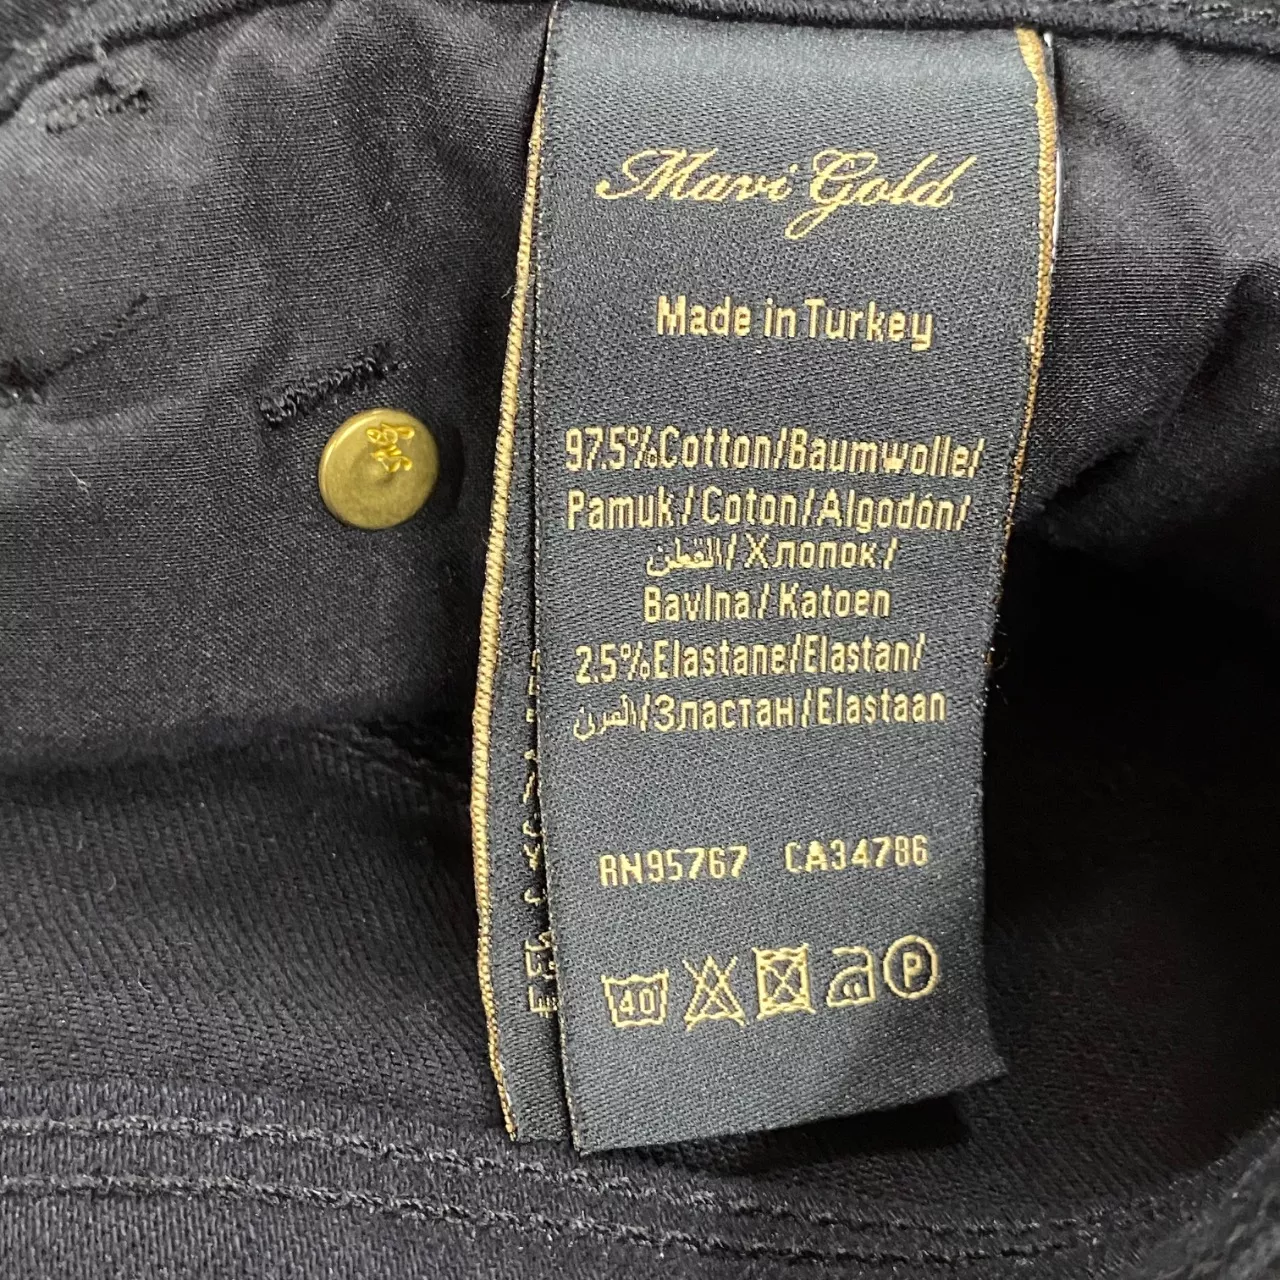 Mavi Gold
Made in Turkey
97.5%Cotton/Baumwolle/
Pamuk/Coton/Algodón/
القطن/Хлопок/
Bavlna/Katoen
2.5%Elastane/Elastan/
المرن/Эластан/Elastaan
RN95767 CA34786
40 P